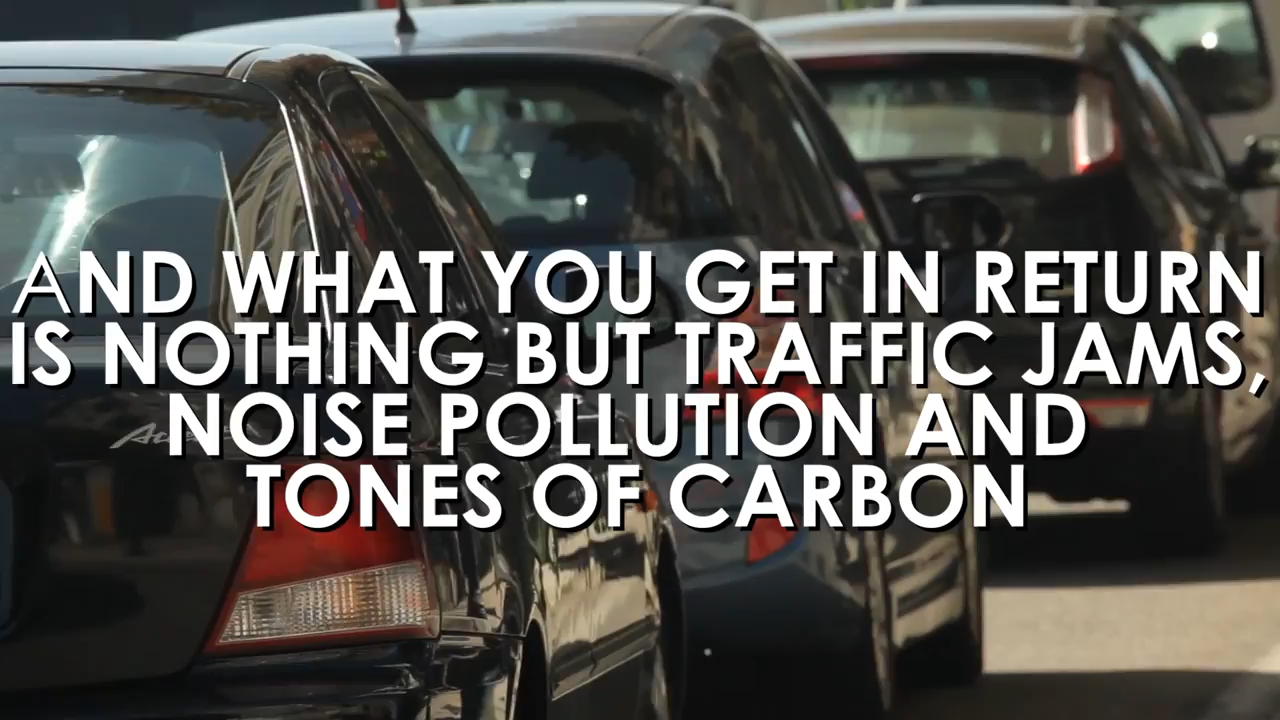 AND WHAT YOU GET IN RETURN
IS NOTHING BUT TRAFFIC JAMS,
NOISE POLLUTION AND
TONES OF CARBON